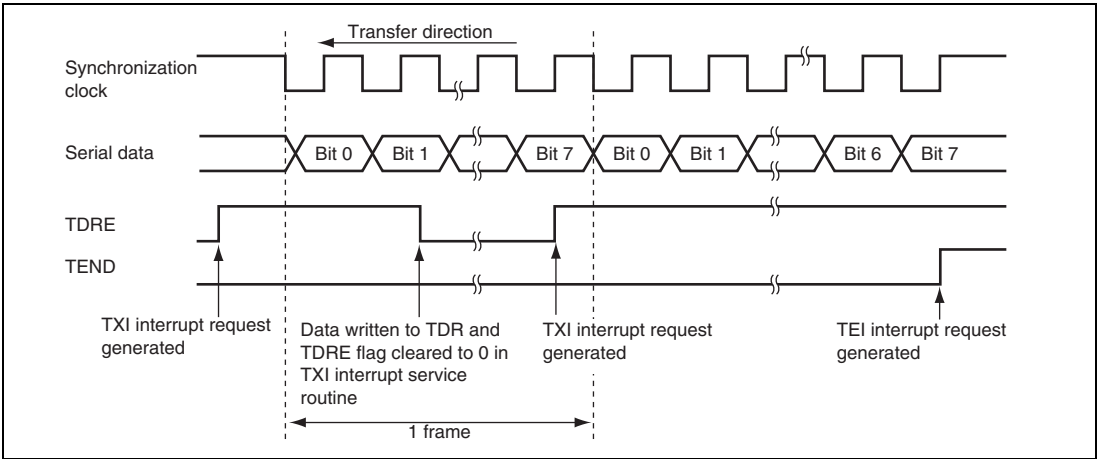 Transfer direction
Synchronization
clock
Serial data
Bit 0 Bit 1 Bit 7 Bit 0 Bit 1 Bit 6 Bit 7
TDRE
TEND
TXI interrupt request
generated
Data written to TDR and
TDRE flag cleared to 0 in
TXI interrupt service
routine
TXI interrupt request
generated
TEI interrupt request
generated
1 frame